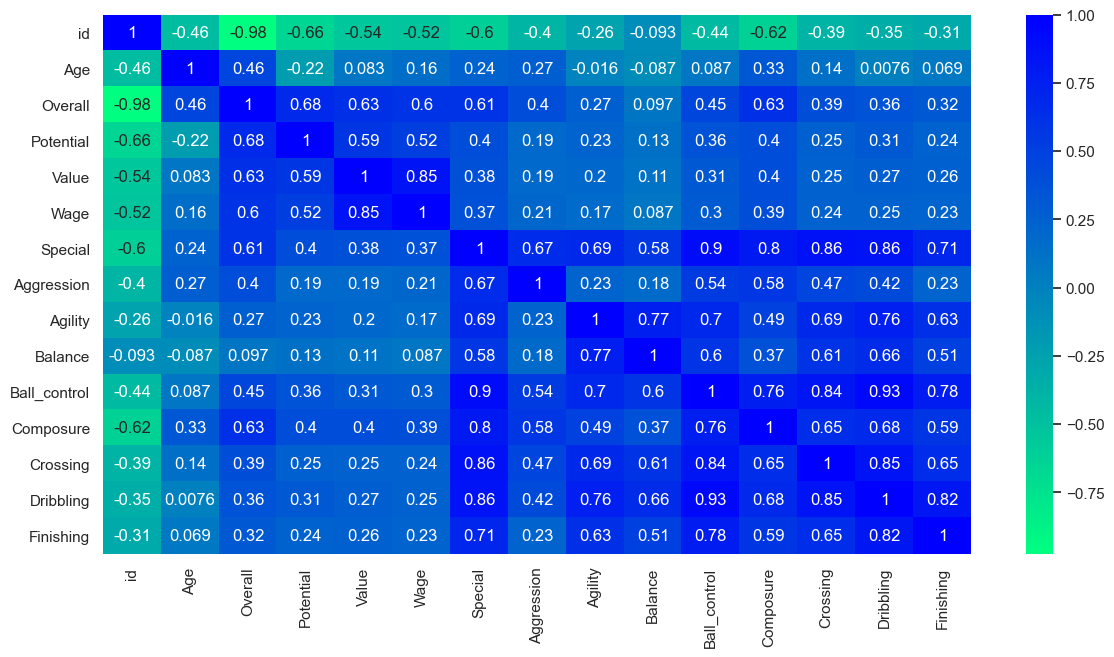 id 1 -0.46 -0.98 -0.66 -0.54 -0.52 -0.6 -0.4 -0.26 -0.093 -0.44 -0.62 -0.39 -0.35 -0.31
Age -0.46 1 0.46 -0.22 0.083 0.16 0.24 0.27 -0.016 -0.087 0.087 0.33 0.14 0.0076 0.069
Overall -0.98 0.46 1 0.68 0.63 0.6 0.61 0.4 0.27 0.097 0.45 0.63 0.39 0.36 0.32
Potential -0.66 -0.22 0.68 1 0.59 0.52 0.4 0.19 0.23 0.13 0.36 0.4 0.25 0.31 0.24
Value -0.54 0.083 0.63 0.59 1 0.85 0.38 0.19 0.2 0.11 0.31 0.4 0.25 0.27 0.26
Wage -0.52 0.16 0.6 0.52 0.85 1 0.37 0.21 0.17 0.087 0.3 0.39 0.24 0.25 0.23
Special -0.6 0.24 0.61 0.4 0.38 0.37 1 0.67 0.69 0.58 0.9 0.8 0.86 0.86 0.71
Aggression -0.4 0.27 0.4 0.19 0.19 0.21 0.67 1 0.23 0.18 0.54 0.58 0.47 0.42 0.23
Agility -0.26 -0.016 0.27 0.23 0.2 0.17 0.69 0.23 1 0.77 0.7 0.49 0.69 0.76 0.63
Balance -0.093 -0.087 0.097 0.13 0.11 0.087 0.58 0.18 0.77 1 0.6 0.37 0.61 0.66 0.51
Ball_control -0.44 0.087 0.45 0.36 0.31 0.3 0.9 0.54 0.7 0.6 1 0.76 0.84 0.93 0.78
Composure -0.62 0.33 0.63 0.4 0.4 0.39 0.8 0.58 0.49 0.37 0.76 1 0.65 0.68 0.59
Crossing -0.39 0.14 0.39 0.25 0.25 0.24 0.86 0.47 0.69 0.61 0.84 0.65 1 0.85 0.65
Dribbling -0.35 0.0076 0.36 0.31 0.27 0.25 0.86 0.42 0.76 0.66 0.93 0.68 0.85 1 0.82
Finishing -0.31 0.069 0.32 0.24 0.26 0.23 0.71 0.23 0.63 0.51 0.78 0.59 0.65 0.82 1
id Age Overall Potential Value Wage Special Aggression Agility Balance Ball_control Composure Crossing Dribbling Finishing
1.00
0.75
0.50
0.25
0.00
-0.25
-0.50
-0.75